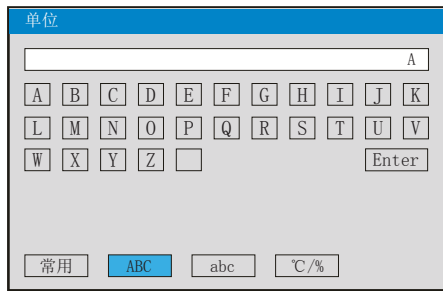 单位
A
A B C D E F G H I J K
L M N O P Q R S T U V
W X Y Z Enter
常用 ABC abc ℃/%